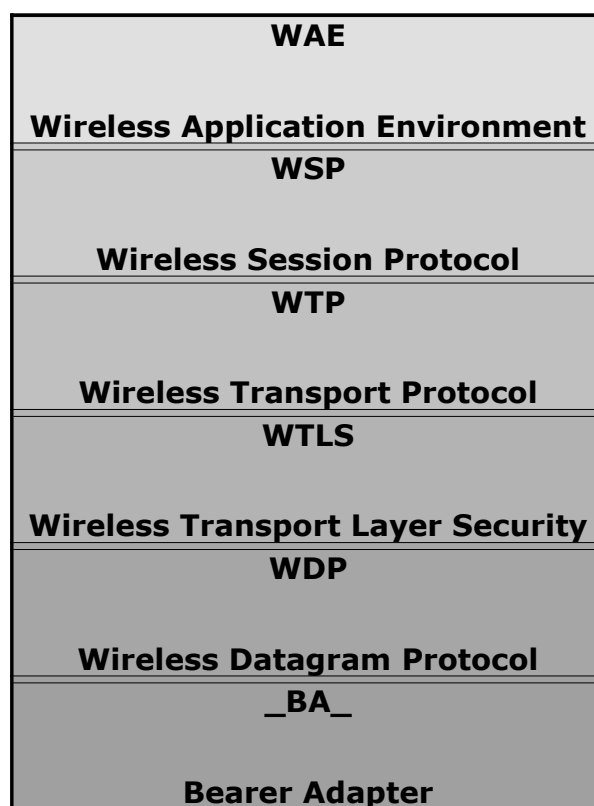 WAE
Wireless Application Environment
WSP
Wireless Session Protocol
WTP
Wireless Transport Protocol
WTLS
Wireless Transport Layer Security
WDP
Wireless Datagram Protocol
_BA_
Bearer Adapter